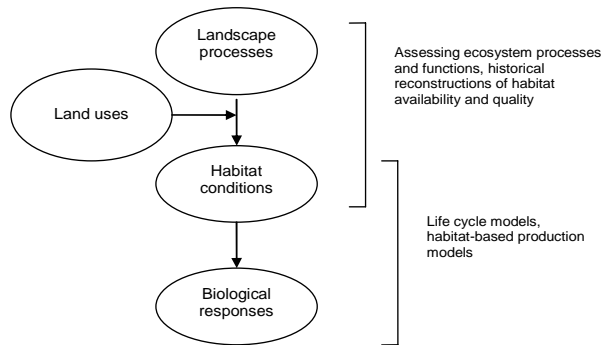 Landscape
processes
Assessing ecosystem processes
and functions, historical
reconstructions of habitat
availability and quality
Land uses
Habitat
conditions
Life cycle models,
habitat-based production
models
Biological
responses